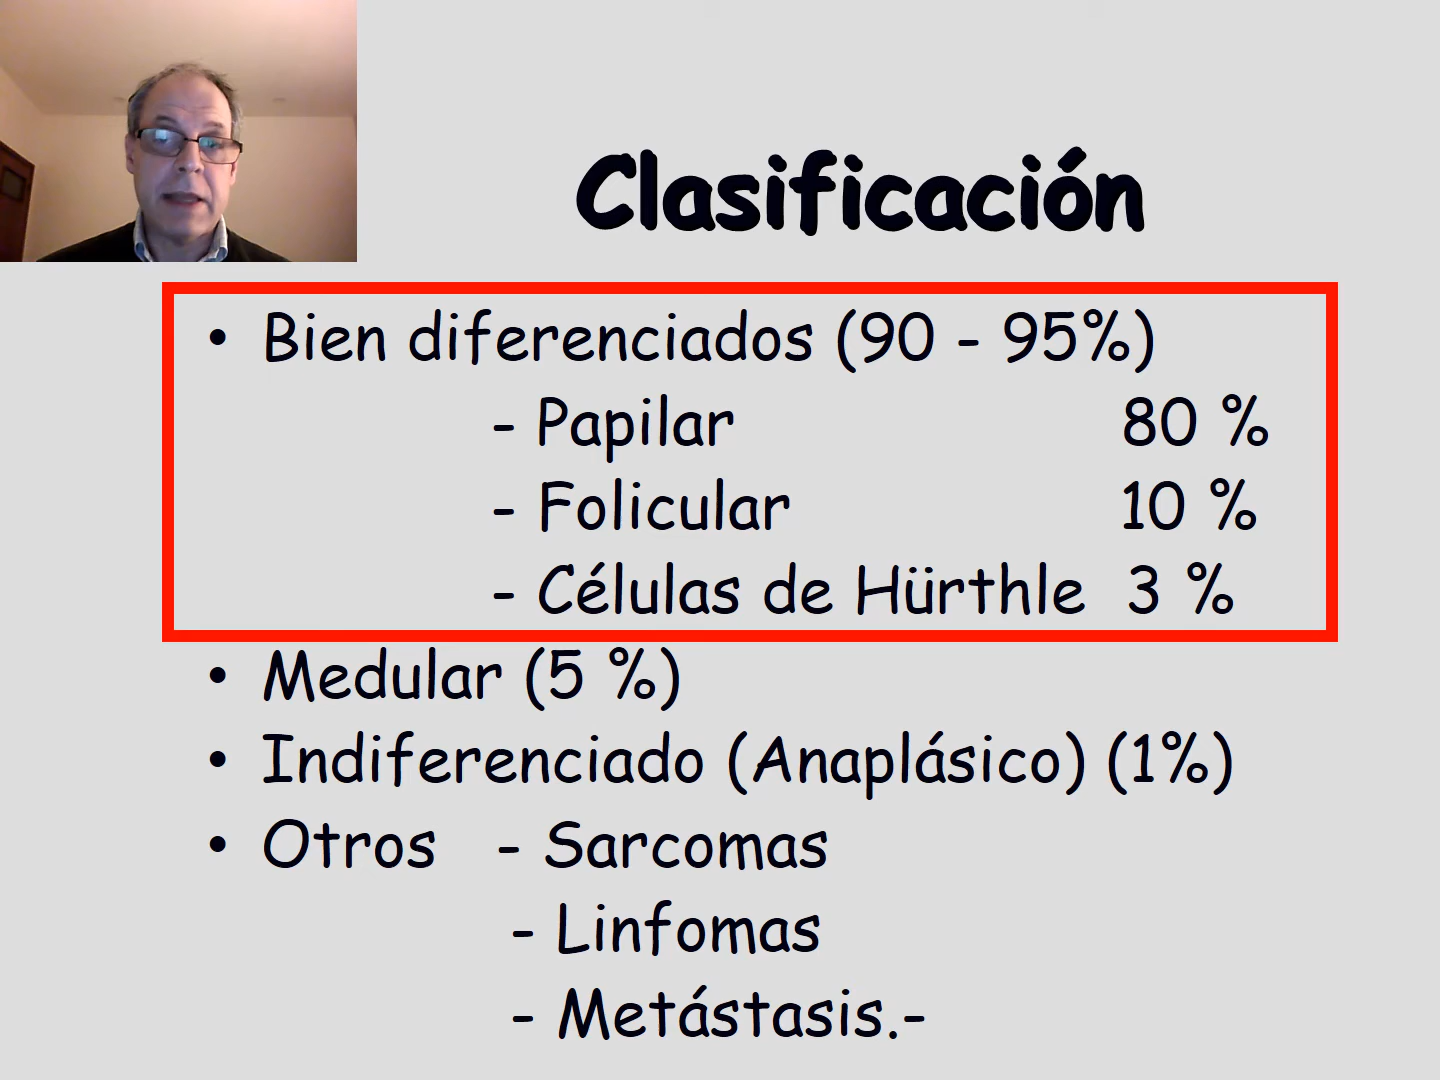 Clasificación
• Bien diferenciados (90 - 95%)
- Papilar 80 %
- Folicular 10 %
- Células de Hürthle 3 %
• Medular (5 %)
• Indiferenciado (Anaplásico) (1%)
• Otros - Sarcomas
- Linfomas
- Metástasis.-